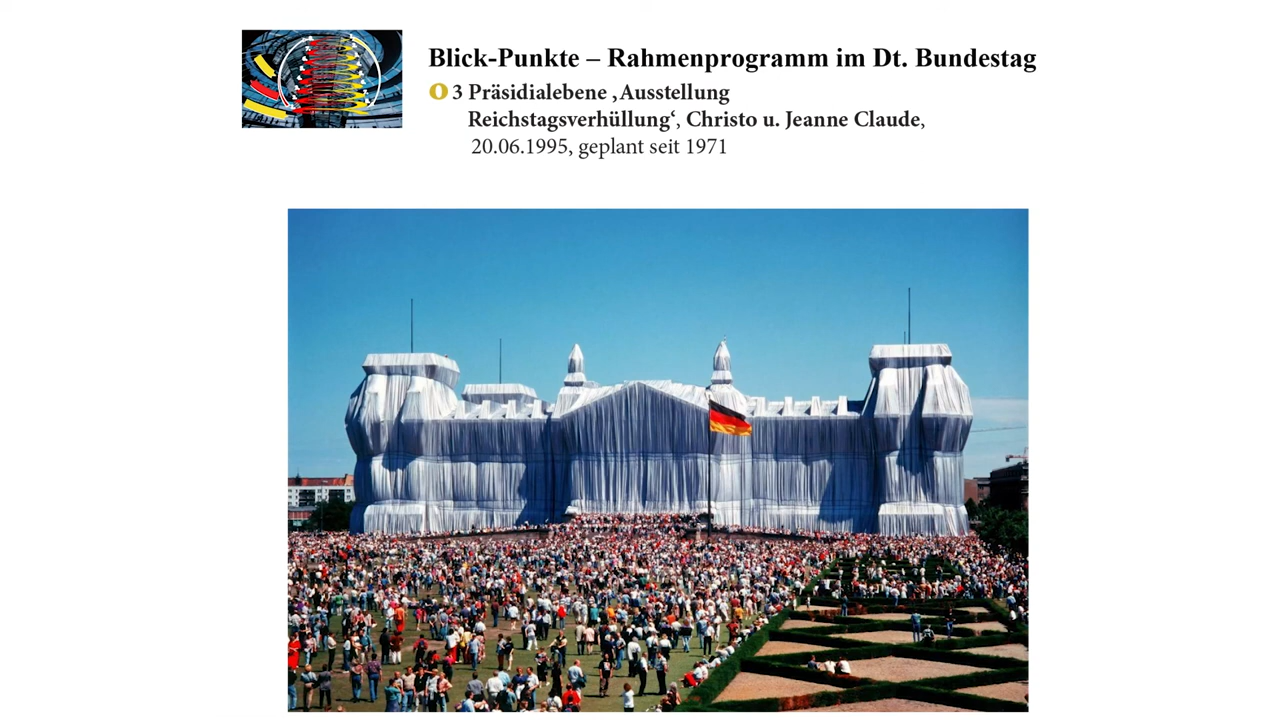 Blick-Punkte – Rahmenprogramm im Dt. Bundestag
O 3 Präsidialebene ‚Ausstellung
Reichstagsverhüllung‘, Christo u. Jeanne Claude,
20.06.1995, geplant seit 1971